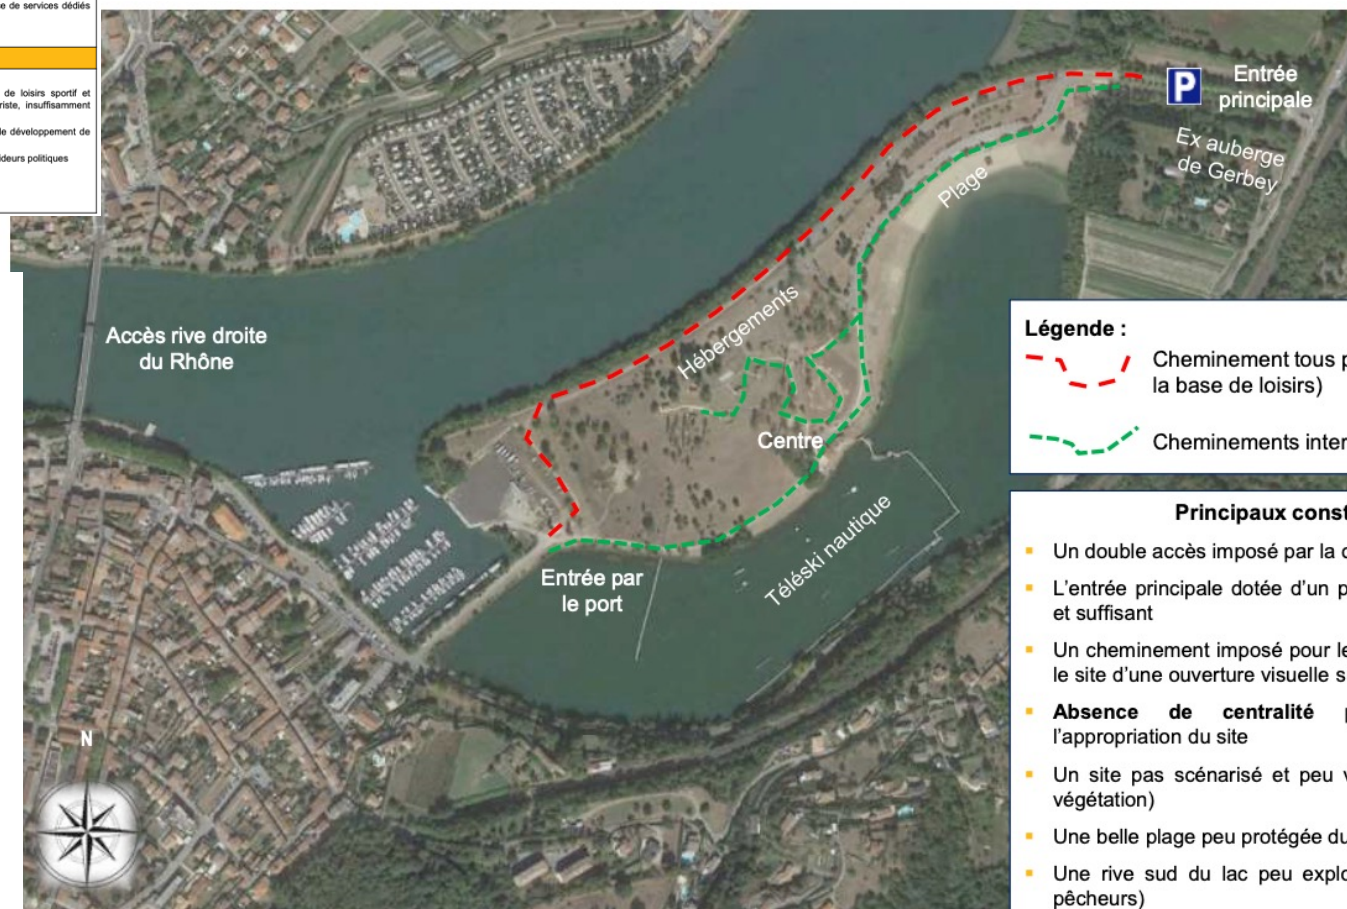 e de services dédiés
de loisirs sportif et
riste, insuffisamment
le développement de
ideurs politiques
P
Entrée
principale
Ex auberge
de Gerbey
Plage
Hébergements
Accès rive droite
du Rhône
Centre
Téléski nautique
Entrée par
le port
N
Légende :
Cheminement tous p
la base de loisirs)
Cheminements inter
Principaux const
▪ Un double accès imposé par la c
▪ L'entrée principale dotée d'un p
et suffisant
▪ Un cheminement imposé pour le
le site d'une ouverture visuelle s
▪ Absence de centralité p
l'appropriation du site
▪ Un site pas scénarisé et peu v
végétation)
▪ Une belle plage peu protégée du
▪ Une rive sud du lac peu explo
pêcheurs)